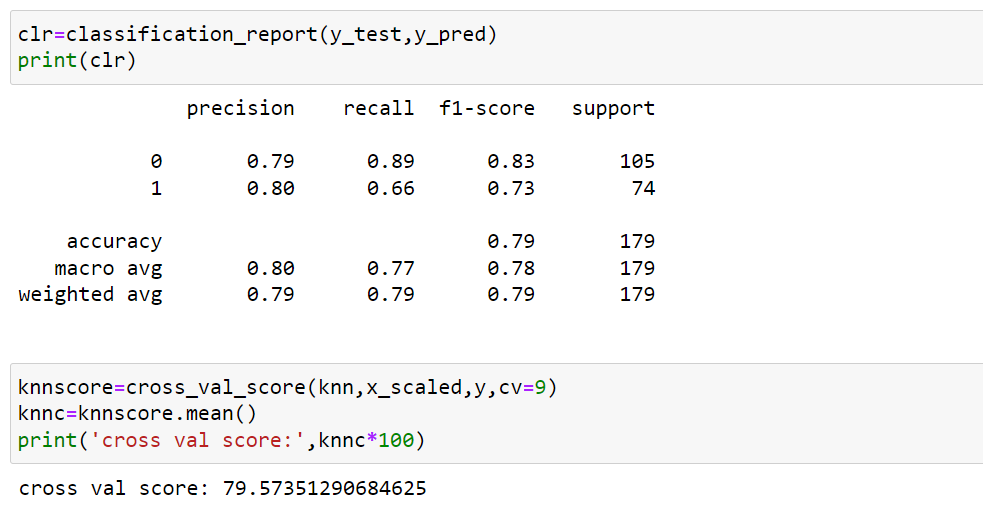 clr=classification_report(y_test,y_pred)
print(clr)
precision recall f1-score support
0 0.79 0.89 0.83 105
1 0.80 0.66 0.73 74
accuracy 0.79 179
macro avg 0.80 0.77 0.78 179
weighted avg 0.79 0.79 0.79 179
knnscore=cross_val_score(knn,x_scaled,y,cv=9)
knnc=knnscore.mean()
print('cross val score:',knnc*100)
cross val score: 79.57351290684625